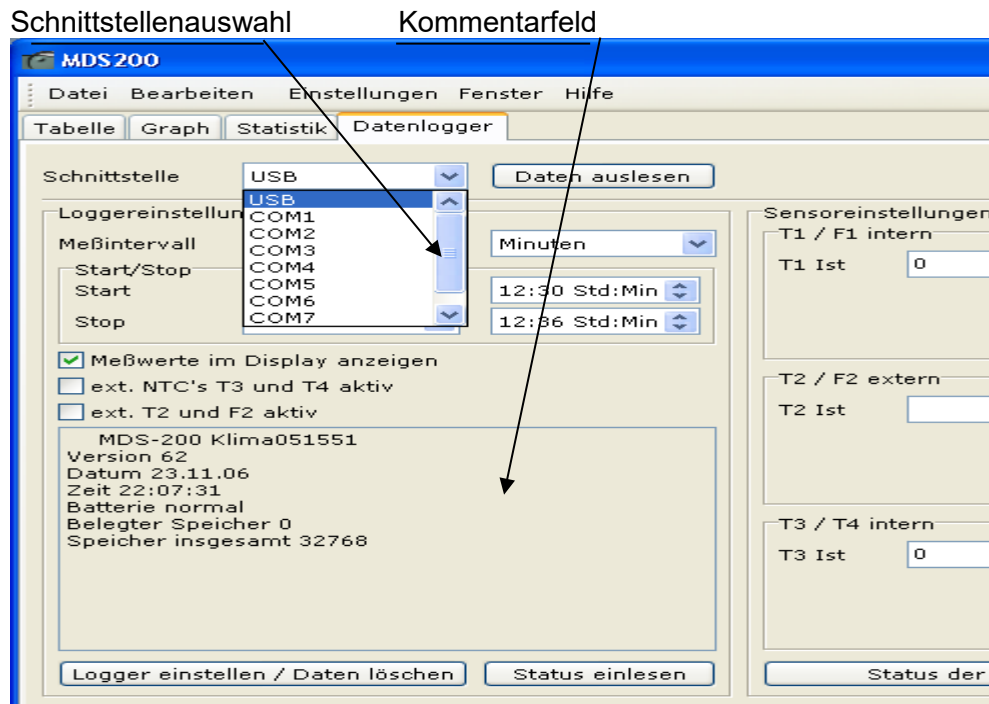 Schnittstellenauswahl Kommentarfeld
MDS200
Datei Bearbeiten Einstellungen Fenster Hilfe
Tabelle Graph Statistik Datenlogger
Schnittstelle USB Daten auslesen
USB
COM1
COM2
COM3
COM4
COM5
COM6
COM7
Meßintervall Minuten
Start/Stop
Start 12:30 Std:Min
Stop 12:36 Std:Min
Meßwerte im Display anzeigen
ext. NTC's T3 und T4 aktiv
ext. T2 und F2 aktiv
MDS-200 Klima051551
Version 62
Datum 23.11.06
Zeit 22:07:31
Batterie normal
Belegter Speicher 0
Speicher insgesamt 32768
Logger einstellen / Daten löschen Status einlesen
Sensoreinstellungen
T1 / F1 intern
T1 Ist 0
T2 / F2 extern
T2 Ist
T3 / T4 intern
T3 Ist 0
Status der